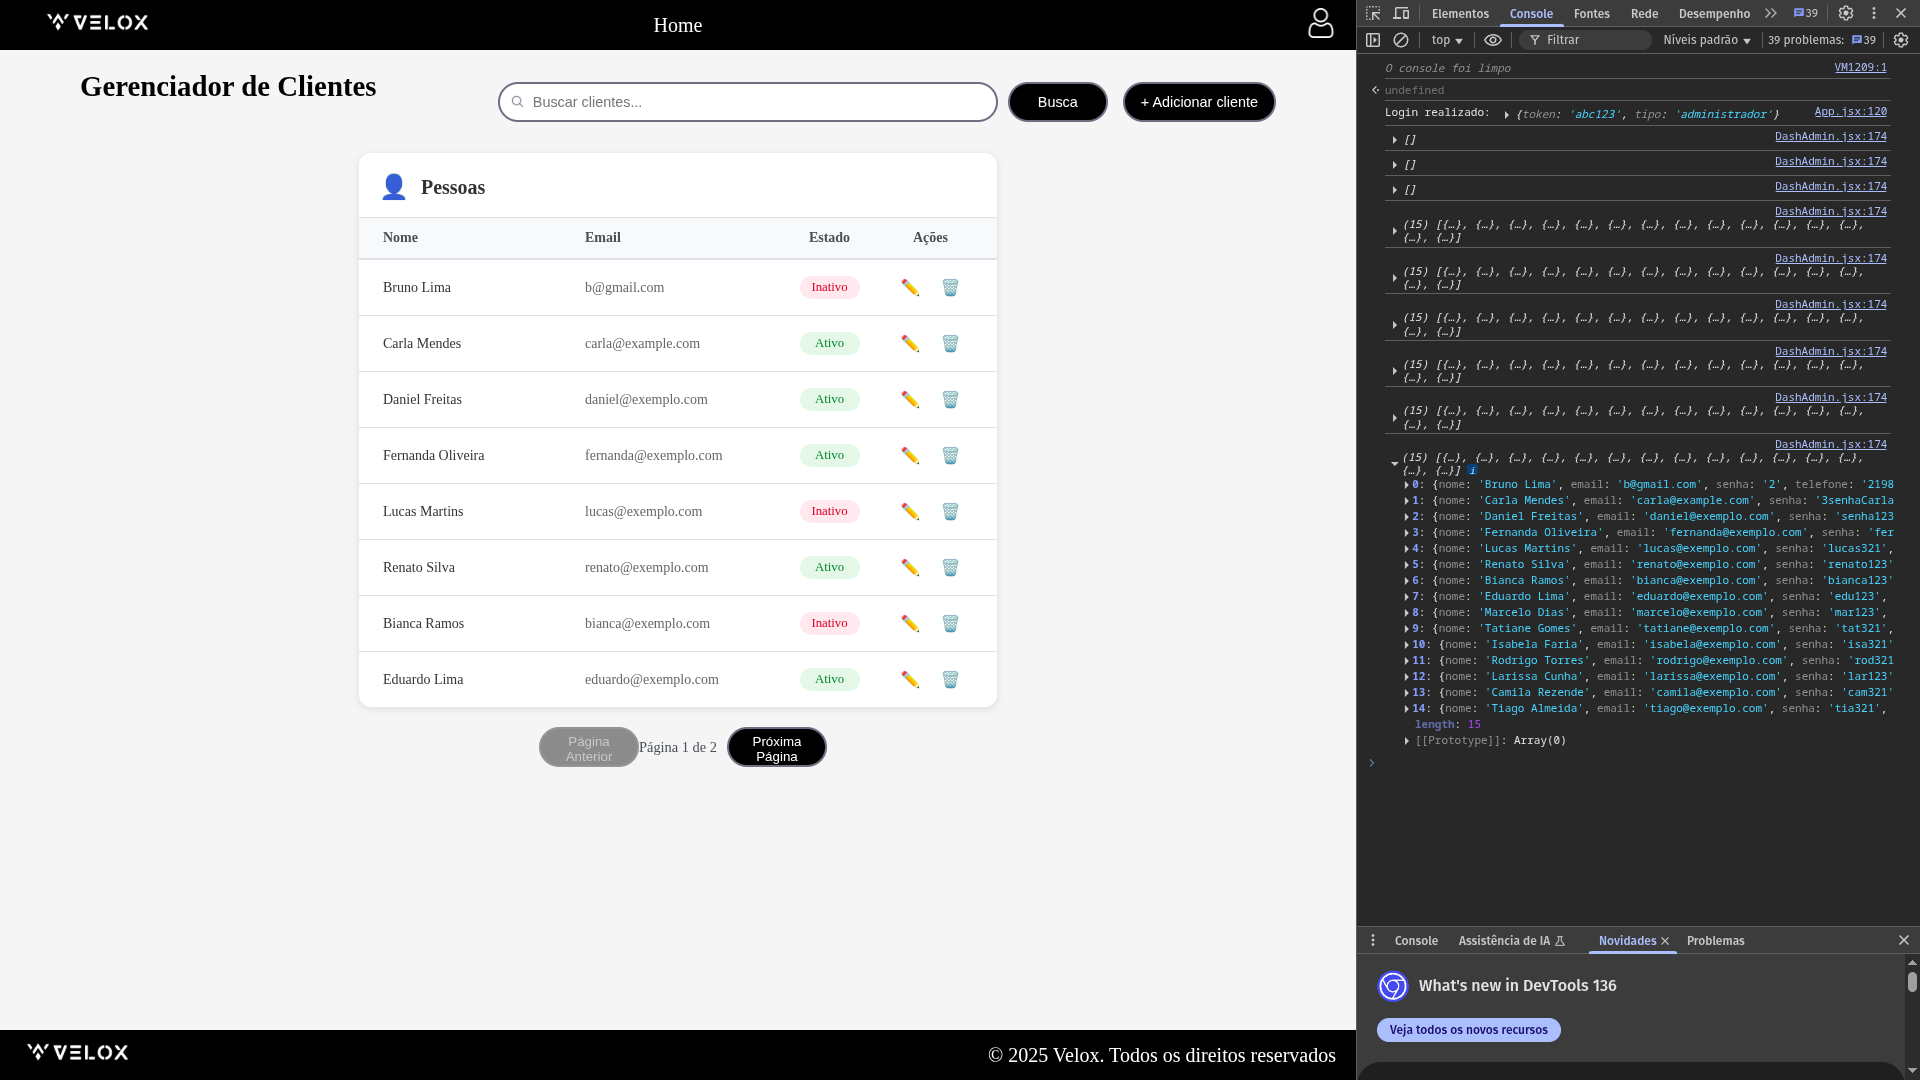 VELOX
Home
Gerenciador de Clientes
Buscar clientes...
Busca
+ Adicionar cliente
Pessoas
Nome Email Estado Ações
Bruno Lima b@gmail.com Inativo
Carla Mendes carla@example.com Ativo
Daniel Freitas daniel@exemplo.com Ativo
Fernanda Oliveira fernanda@exemplo.com Ativo
Lucas Martins lucas@exemplo.com Inativo
Renato Silva renato@exemplo.com Ativo
Bianca Ramos bianca@exemplo.com Inativo
Eduardo Lima eduardo@exemplo.com Ativo
Página
Anterior
Página 1 de 2
Próxima
Página
VELOX
© 2025 Velox. Todos os direitos reservados
Elementos Console Fontes Rede Desempenho 39
top Filtrar Níveis padrão 39 problemas: 39
O console foi limpo VM1209:1
undefined
Login realizado: {token: 'abc123', tipo: 'administrador'} App.jsx:120
[] DashAdmin.jsx:174
[] DashAdmin.jsx:174
[] DashAdmin.jsx:174
DashAdmin.jsx:174
(15) [{…}, {…}, {…}, {…}, {…}, {…}, {…}, {…}, {…}, {…}, {…}, {…}, {…},
{…}, {…}]
DashAdmin.jsx:174
(15) [{…}, {…}, {…}, {…}, {…}, {…}, {…}, {…}, {…}, {…}, {…}, {…}, {…},
{…}, {…}]
DashAdmin.jsx:174
(15) [{…}, {…}, {…}, {…}, {…}, {…}, {…}, {…}, {…}, {…}, {…}, {…}, {…},
{…}, {…}]
DashAdmin.jsx:174
(15) [{…}, {…}, {…}, {…}, {…}, {…}, {…}, {…}, {…}, {…}, {…}, {…}, {…},
{…}, {…}]
DashAdmin.jsx:174
(15) [{…}, {…}, {…}, {…}, {…}, {…}, {…}, {…}, {…}, {…}, {…}, {…}, {…},
{…}, {…}]
DashAdmin.jsx:174
(15) [{…}, {…}, {…}, {…}, {…}, {…}, {…}, {…}, {…}, {…}, {…}, {…}, {…},
{…}, {…}] i
0: {nome: 'Bruno Lima', email: 'b@gmail.com', senha: '2', telefone: '2198
1: {nome: 'Carla Mendes', email: 'carla@example.com', senha: '3senhaCarla
2: {nome: 'Daniel Freitas', email: 'daniel@exemplo.com', senha: 'senha123
3: {nome: 'Fernanda Oliveira', email: 'fernanda@exemplo.com', senha: 'fer
4: {nome: 'Lucas Martins', email: 'lucas@exemplo.com', senha: 'lucas321',
5: {nome: 'Renato Silva', email: 'renato@exemplo.com', senha: 'renato123'
6: {nome: 'Bianca Ramos', email: 'bianca@exemplo.com', senha: 'bianca123'
7: {nome: 'Eduardo Lima', email: 'eduardo@exemplo.com', senha: 'edu123',
8: {nome: 'Marcelo Dias', email: 'marcelo@exemplo.com', senha: 'mar123',
9: {nome: 'Tatiane Gomes', email: 'tatiane@exemplo.com', senha: 'tat321',
10: {nome: 'Isabela Faria', email: 'isabela@exemplo.com', senha: 'isa321'
11: {nome: 'Rodrigo Torres', email: 'rodrigo@exemplo.com', senha: 'rod321
12: {nome: 'Larissa Cunha', email: 'larissa@exemplo.com', senha: 'lar123'
13: {nome: 'Camila Rezende', email: 'camila@exemplo.com', senha: 'cam321'
14: {nome: 'Tiago Almeida', email: 'tiago@exemplo.com', senha: 'tia321',
length: 15
[[Prototype]]: Array(0)
Console Assistência de IA Novidades Problemas
What's new in DevTools 136
Veja todos os novos recursos